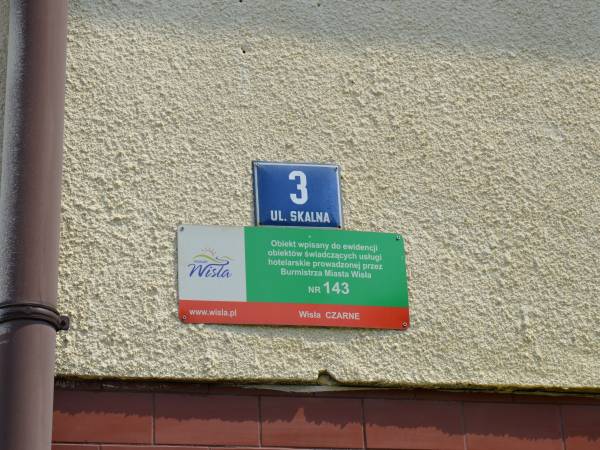 3
UL. SKALNA
Wisła
Obiekt wpisany do ewidencji
obiektów świadczących usługi
hotelarskie prowadzonej przez
Burmistrza Miasta Wisła
NR 143
www.wisla.pl
Wisła CZARNE